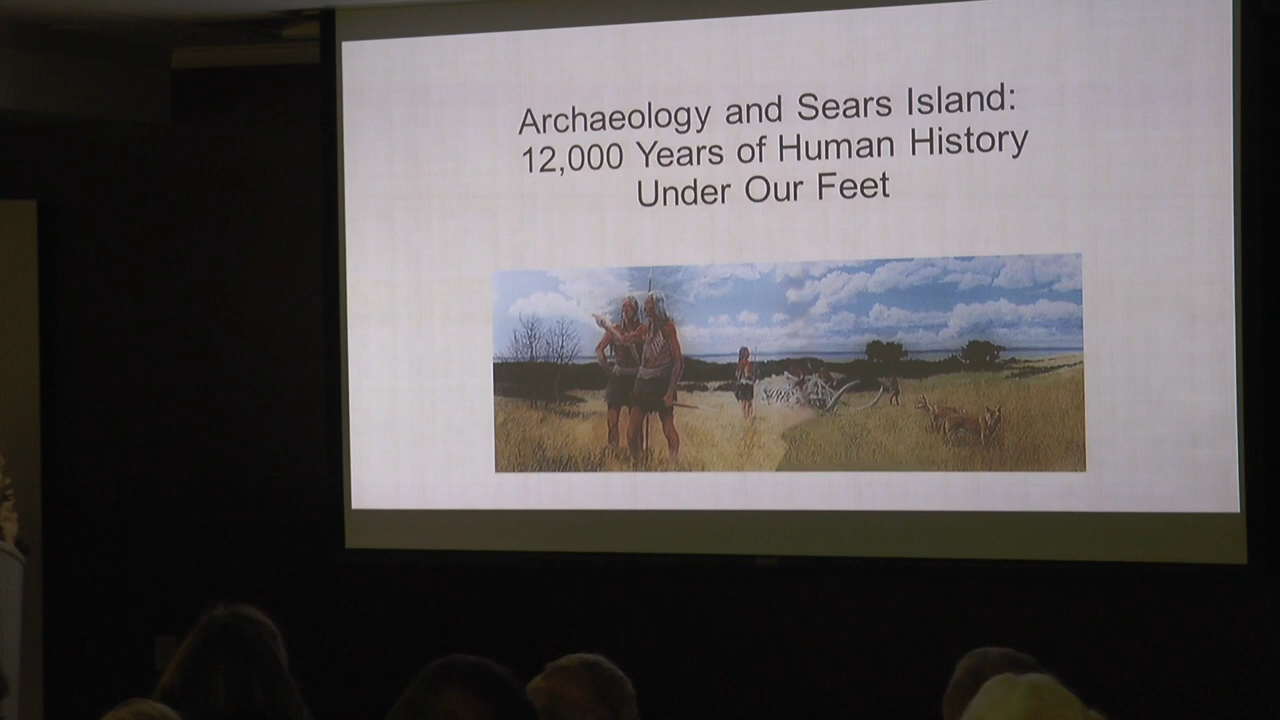 Archaeology and Sears Island:
12,000 Years of Human History
Under Our Feet